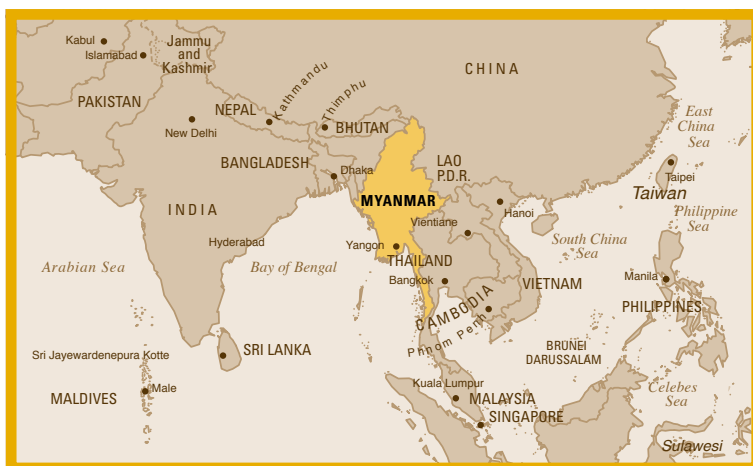 Kabul
Islamabad
Jammu
and
Kashmir
CHINA
PAKISTAN
NEPAL
Kathmandu
Thimphu
East
China
Sea
New Delhi
BHUTAN
BANGLADESH
Dhaka
LAO
P.D.R.
Taipei
Taiwan
MYANMAR
INDIA
Hanoi
Philippine
Sea
Vientiane
Hyderabad
Yangon
South China
Sea
Arabian Sea
Bay of Bengal
THAILAND
Bangkok
Manila
VIETNAM
CAMBODIA
PHILIPPINES
Phnom Penh
Sri Jayewardenepura Kotte
SRI LANKA
BRUNEI
DARUSSALAM
Male
Kuala Lumpur
Celebes
Sea
MALDIVES
MALAYSIA
SINGAPORE
Sulawesi